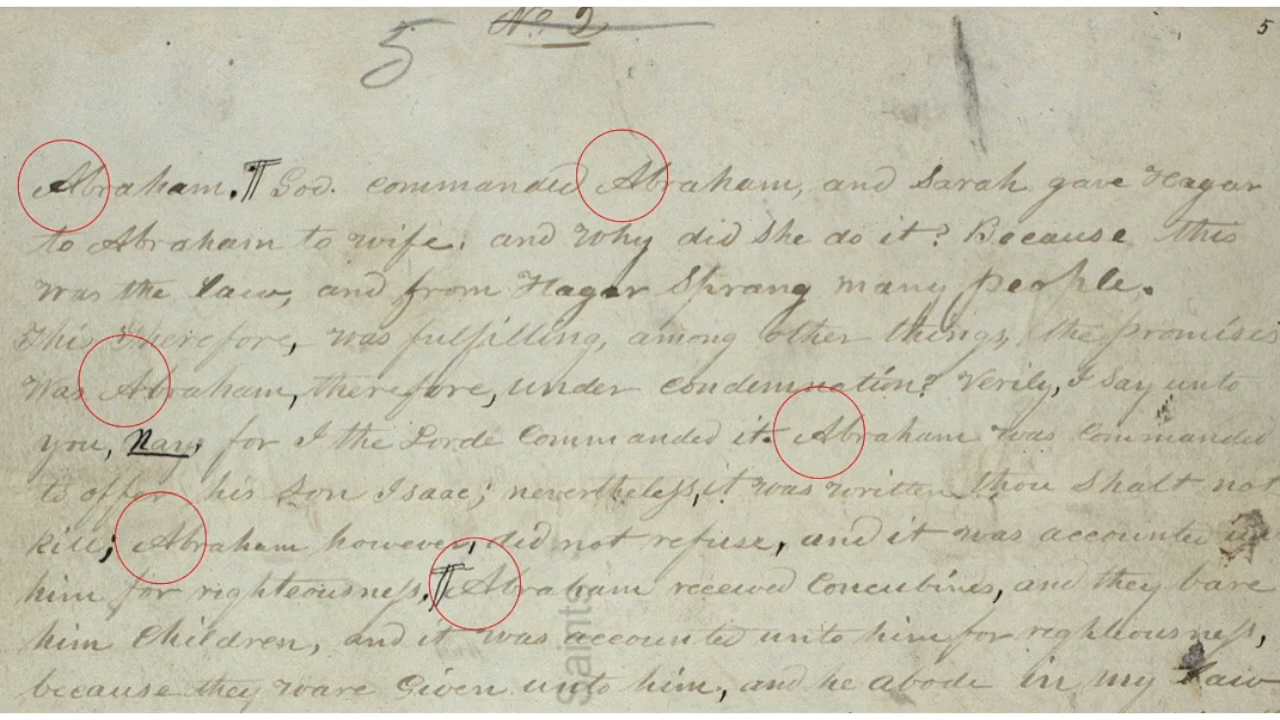 5 No. 2 5
Abraham. ¶ God. commanded Abraham, and Sarah gave Hagar
to Abraham to wife. and why did she do it? Because this
was the law, and from Hagar Sprang many people.
This therefore, was fulfilling, among other things, the promises
Was Abraham, therefore, under condemnation? Verily, I say unto
you, Nay, for I the Lorde Commanded it. Abraham was commanded
to offer his Son Isaac; nevertheless, it was written thou shalt not
kill; Abraham however, did not refuse, and it was accounted
him for righteousness. ¶ Abraham received Concubines, and they bare
him Children, and it was accounted unto him for righteousness,
because they ware Given unto him, and he abode in my Law
Sainte